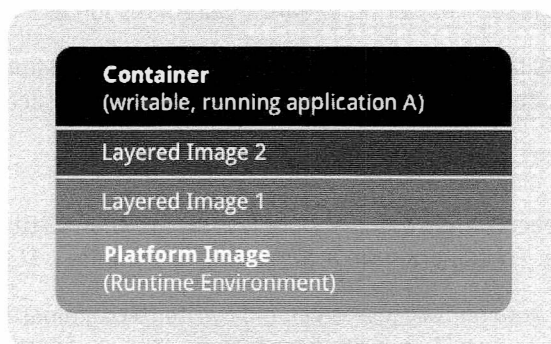 Container
(writable, running application A)
Layered Image 2
Layered Image 1
Platform Image
(Runtime Environment)